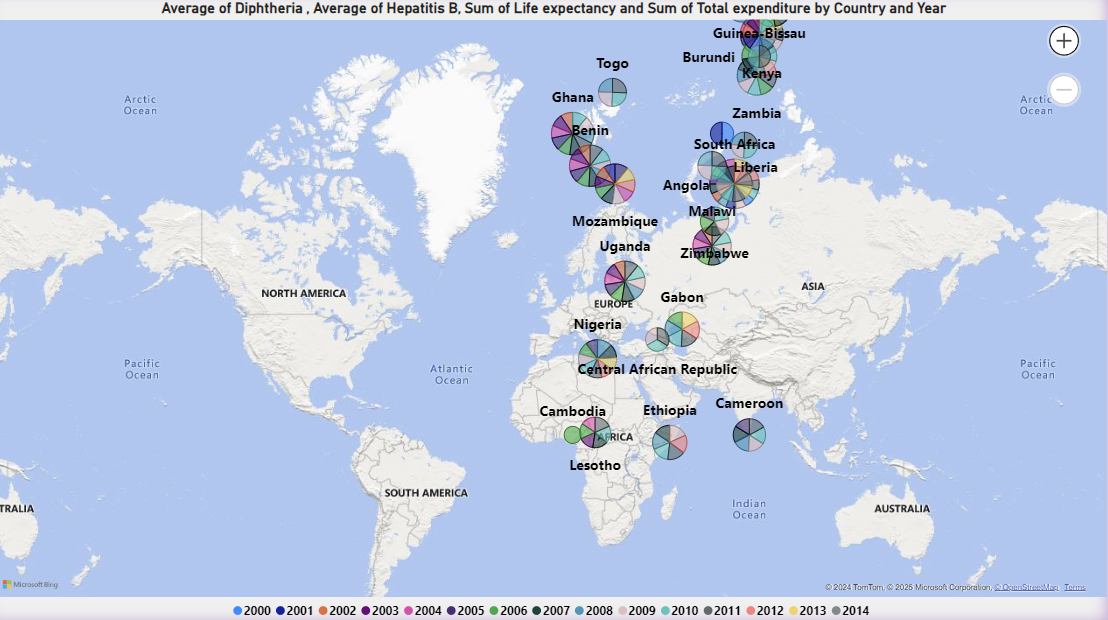 Average of Diphtheria , Average of Hepatitis B, Sum of Life expectancy and Sum of Total expenditure by Country and Year
Guinea-Bissau
Burundi
Togo
Kenya
Ghana
Arctic
Ocean
Arctic
Ocean
Zambia
Benin
South Africa
Liberia
Angola
Malawi
Mozambique
Uganda
Zimbabwe
ASIA
NORTH AMERICA
Gabon
EUROPE
Nigeria
Pacific
Ocean
Atlantic
Ocean
Central African Republic
Pacific
Ocean
Cambodia
Ethiopia
Cameroon
AFRICA
Lesotho
SOUTH AMERICA
Indian
Ocean
TRALIA
AUSTRALIA
Microsoft Bing
© 2024 TomTom, © 2025 Microsoft Corporation, © OpenStreetMap Terms
2000 2001 2002 2003 2004 2005 2006 2007 2008 2009 2010 2011 2012 2013 2014